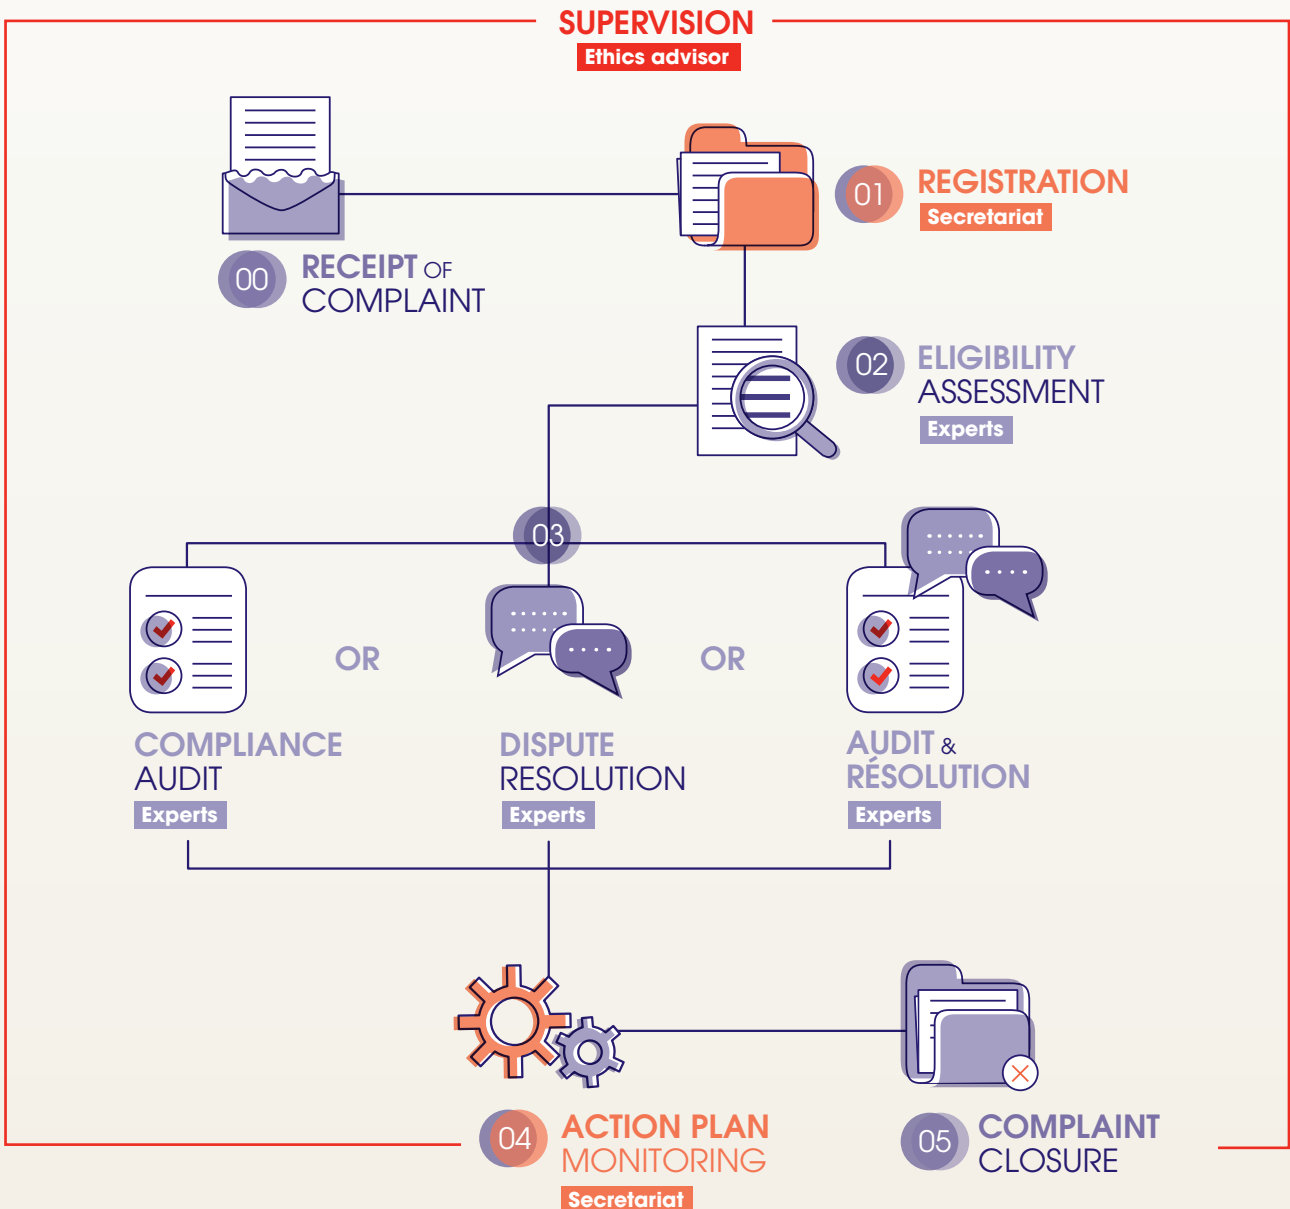 SUPERVISION
Ethics advisor
01
REGISTRATION
Secretariat
00
RECEIPT OF
COMPLAINT
02
ELIGIBILITY
ASSESSMENT
Experts
03
OR
OR
COMPLIANCE
AUDIT
Experts
DISPUTE
RESOLUTION
Experts
AUDIT &
RÉSOLUTION
Experts
04
ACTION PLAN
MONITORING
Secretariat
05
COMPLAINT
CLOSURE